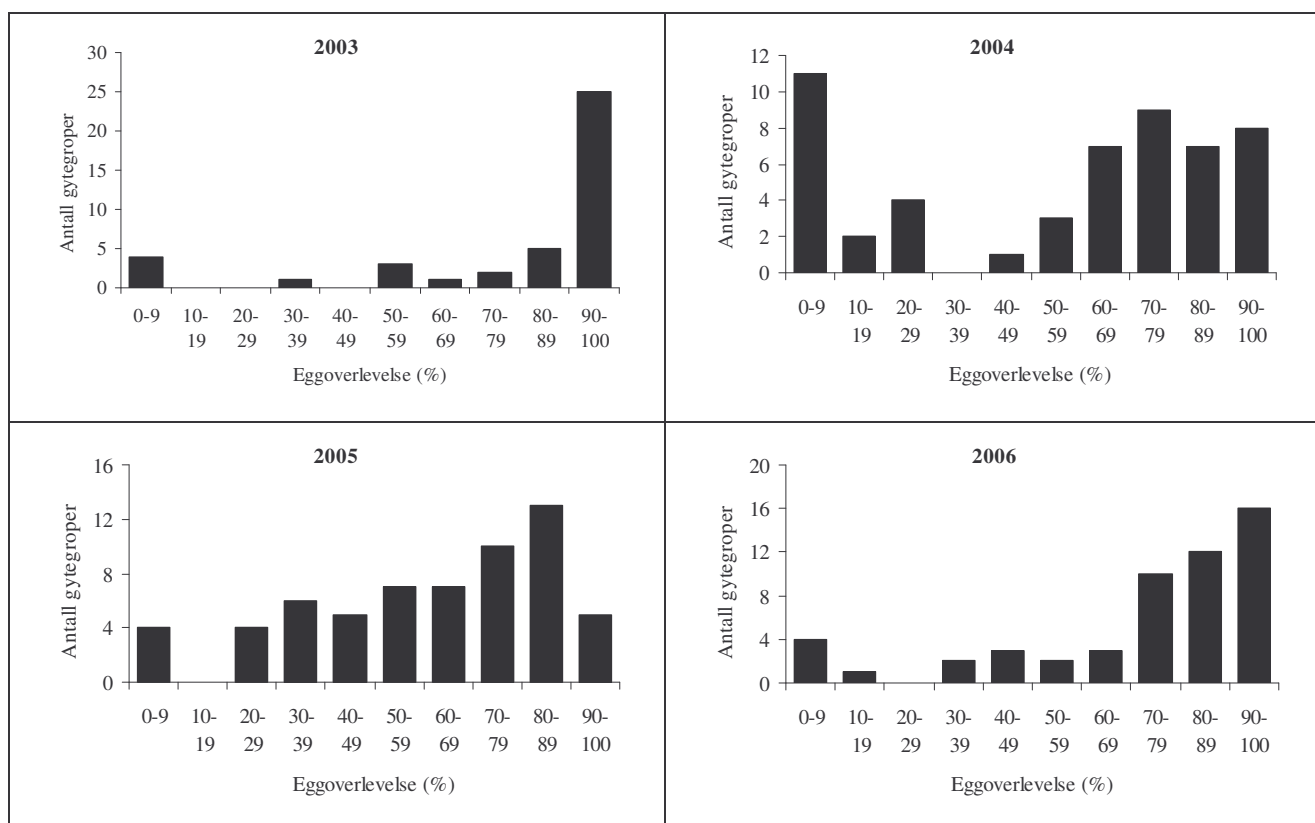 2003
Antall gytegroper
30
25
20
15
10
5
0
0-9 10- 20- 30- 40- 50- 60- 70- 80- 90-
19 29 39 49 59 69 79 89 100
Eggoverlevelse (%)
2004
Antall gytegroper
12
10
8
6
4
2
0
0-9 10- 20- 30- 40- 50- 60- 70- 80- 90-
19 29 39 49 59 69 79 89 100
Eggoverlevelse (%)
2005
Antall gytegroper
16
12
8
4
0
0-9 10- 20- 30- 40- 50- 60- 70- 80- 90-
19 29 39 49 59 69 79 89 100
Eggoverlevelse (%)
2006
Antall gytegroper
20
16
12
8
4
0
0-9 10- 20- 30- 40- 50- 60- 70- 80- 90-
19 29 39 49 59 69 79 89 100
Eggoverlevelse (%)